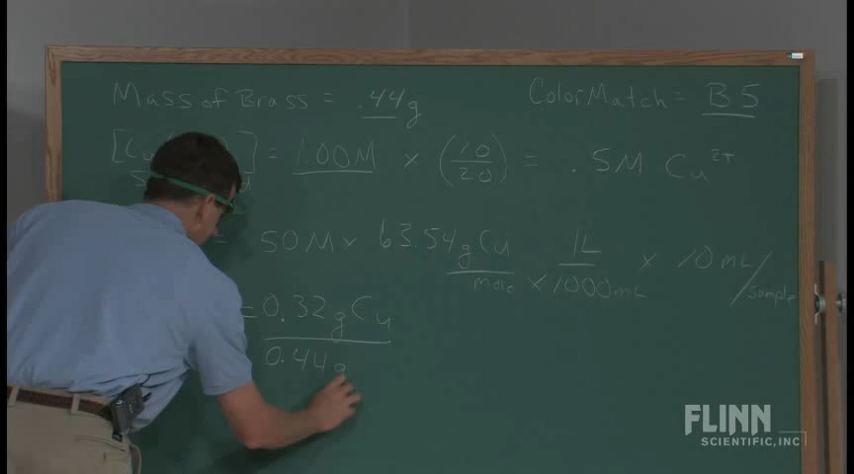 Mass of Brass = .44g
ColorMatch = B5
= 1.00M × (10/20) = .5M Cu²⁺
= 50M × 63.54g Cu/mole × 1L/1000mL × 10mL/Sample
= 0.32g Cu
0.44g
FLINN
SCIENTIFIC, INC